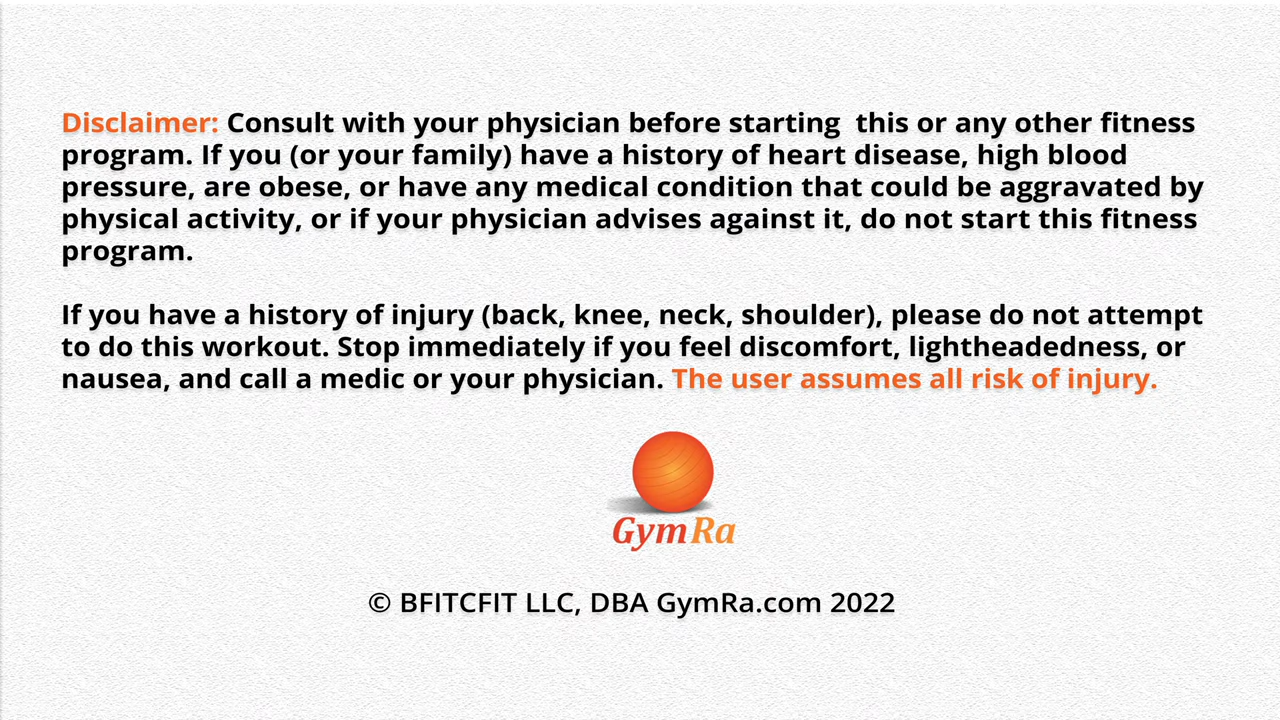 Disclaimer: Consult with your physician before starting  this or any other fitness
program. If you (or your family) have a history of heart disease, high blood
pressure, are obese, or have any medical condition that could be aggravated by
physical activity, or if your physician advises against it, do not start this fitness
program.
If you have a history of injury (back, knee, neck, shoulder), please do not attempt
to do this workout. Stop immediately if you feel discomfort, lightheadedness, or
nausea, and call a medic or your physician. The user assumes all risk of injury.
GymRa
© BFITCFIT LLC, DBA GymRa.com 2022